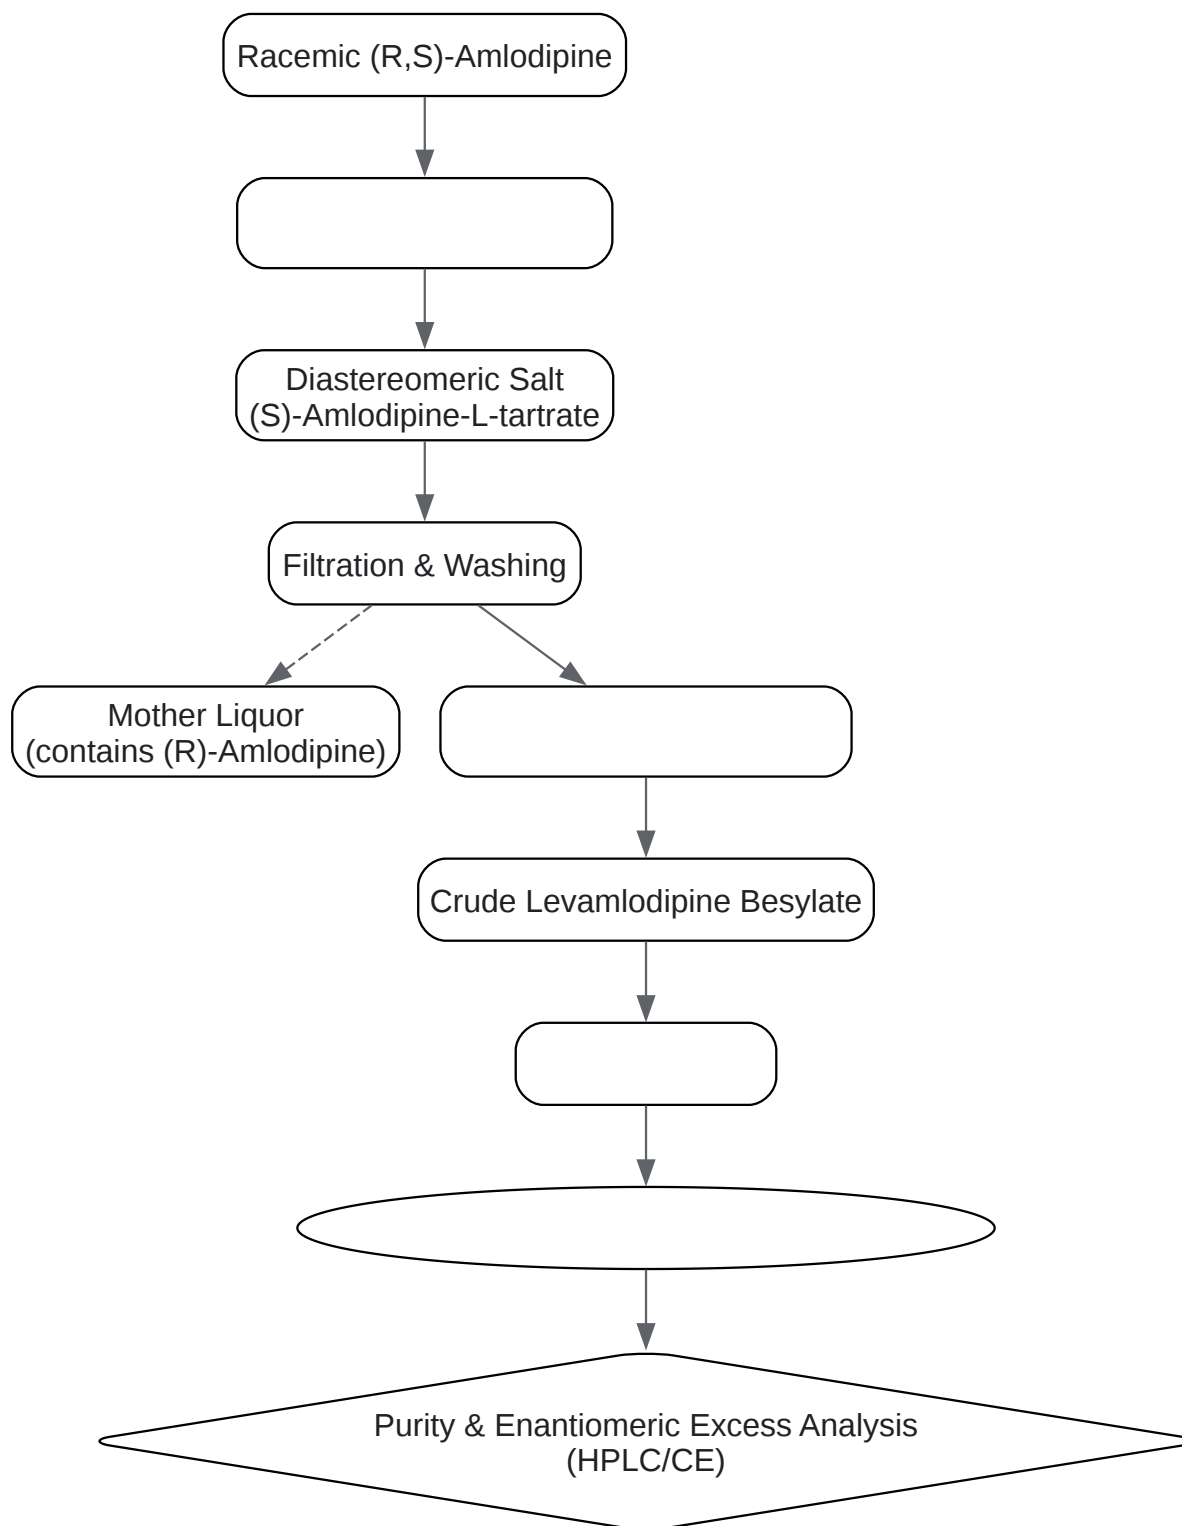 Racemic (R,S)-Amlodipine
Diastereomeric Salt
(S)-Amlodipine-L-tartrate
Filtration & Washing
Mother Liquor
(contains (R)-Amlodipine)
Crude Levamlodipine Besylate
Purity & Enantiomeric Excess Analysis
(HPLC/CE)